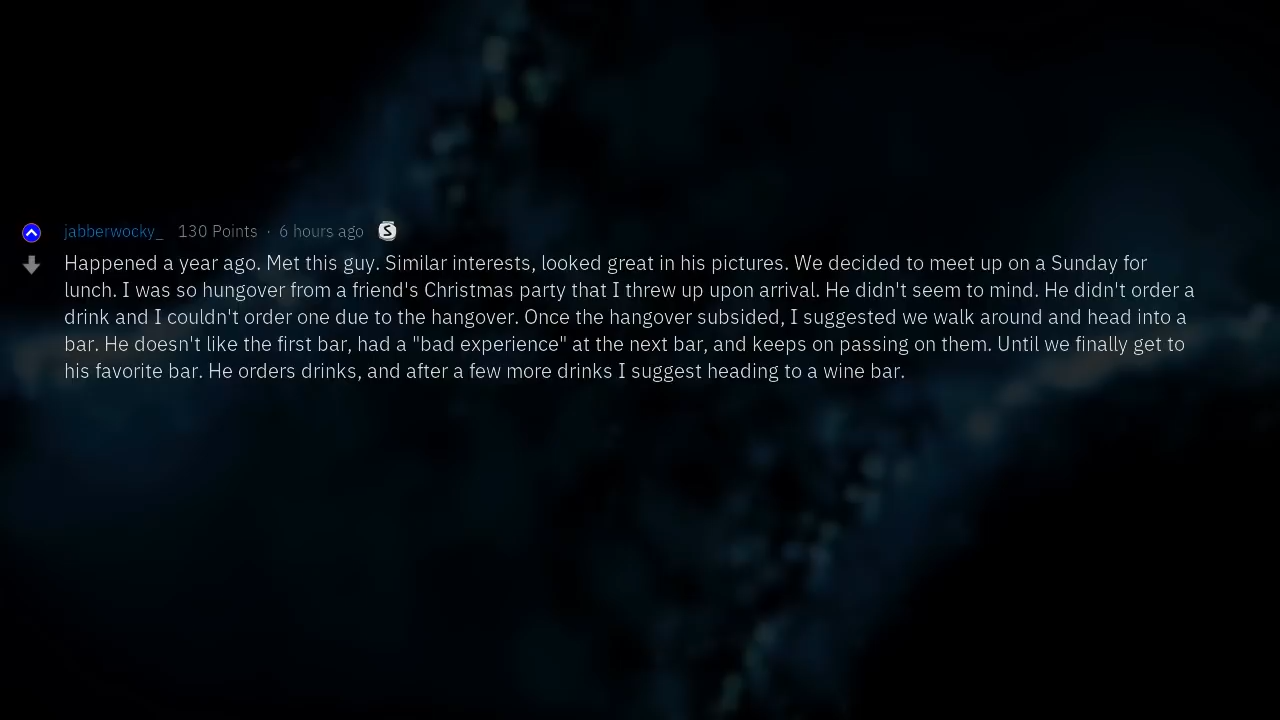 jabberwocky_ 130 Points · 6 hours ago
Happened a year ago. Met this guy. Similar interests, looked great in his pictures. We decided to meet up on a Sunday for
lunch. I was so hungover from a friend's Christmas party that I threw up upon arrival. He didn't seem to mind. He didn't order a
drink and I couldn't order one due to the hangover. Once the hangover subsided, I suggested we walk around and head into a
bar. He doesn't like the first bar, had a "bad experience" at the next bar, and keeps on passing on them. Until we finally get to
his favorite bar. He orders drinks, and after a few more drinks I suggest heading to a wine bar.